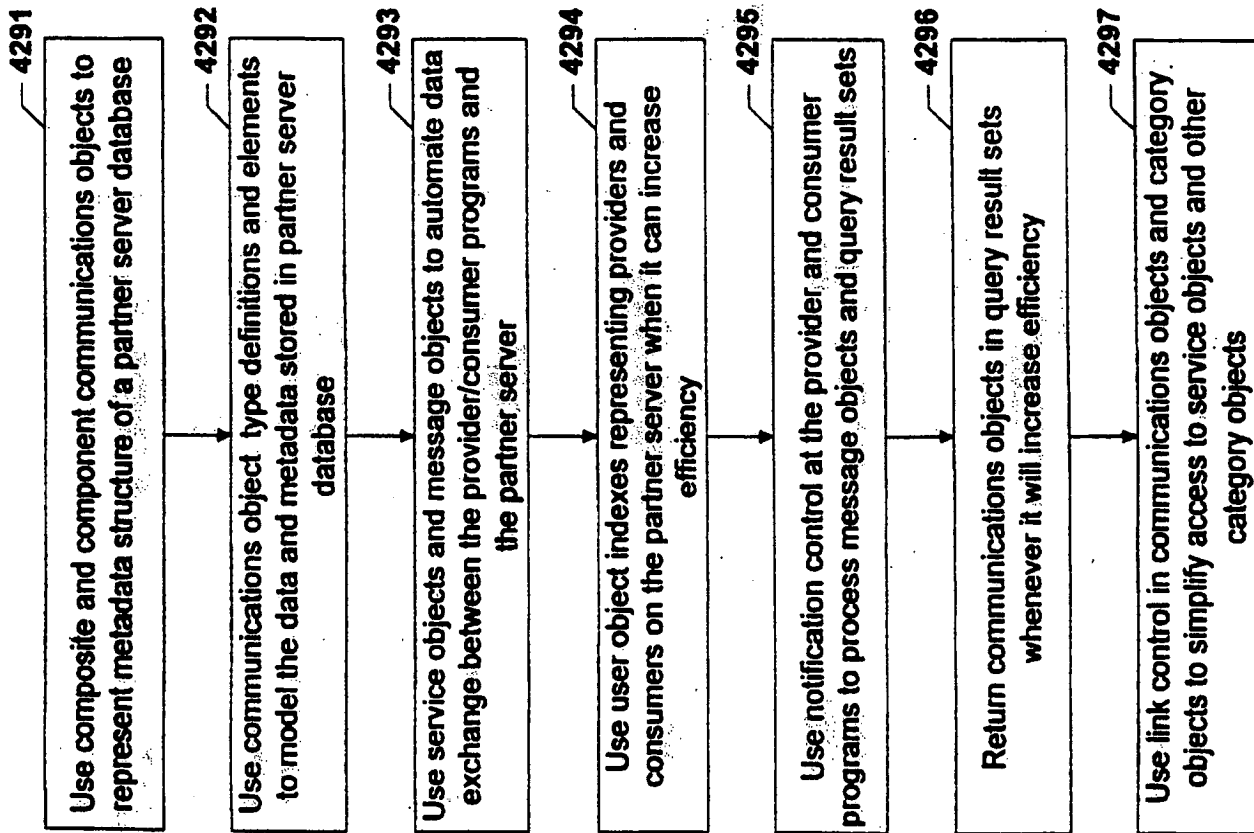 4291
Use composite and component communications objects to
represent metadata structure of a partner server database
4292
Use communications object type definitions and elements
to model the data and metadata stored in partner server
database
4293
Use service objects and message objects to automate data
exchange between the provider/consumer programs and
the partner server
4294
Use user object indexes representing providers and
consumers on the partner server when it can increase
efficiency
4295
Use notification control at the provider and consumer
programs to process message objects and query result sets
4296
Return communications objects in query result sets
whenever it will increase efficiency
4297
Use link control in communications objects and category.
objects to simplify access to service objects and other
category objects